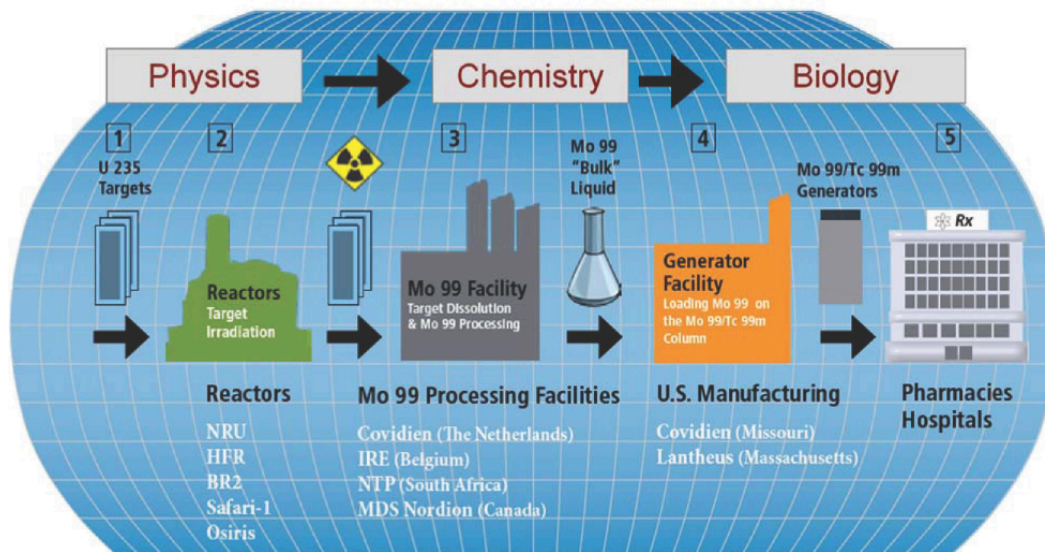 Physics
Chemistry
Biology
1
2
3
4
5
U 235
Targets
Mo 99
"Bulk"
Liquid
Mo 99/Tc 99m
Generators
Rx
Reactors
Target
Irradiation
Mo 99 Facility
Target Dissolution
& Mo 99 Processing
Generator
Facility
Loading Mo 99 on
the Mo 99/Tc 99m
Column
Reactors
NRU
HFR
BR2
Safari-1
Osiris
Mo 99 Processing Facilities
Covidien (The Netherlands)
IRE (Belgium)
NTP (South Africa)
MDS Nordion (Canada)
U.S. Manufacturing
Covidien (Missouri)
Lantheus (Massachusetts)
Pharmacies
Hospitals